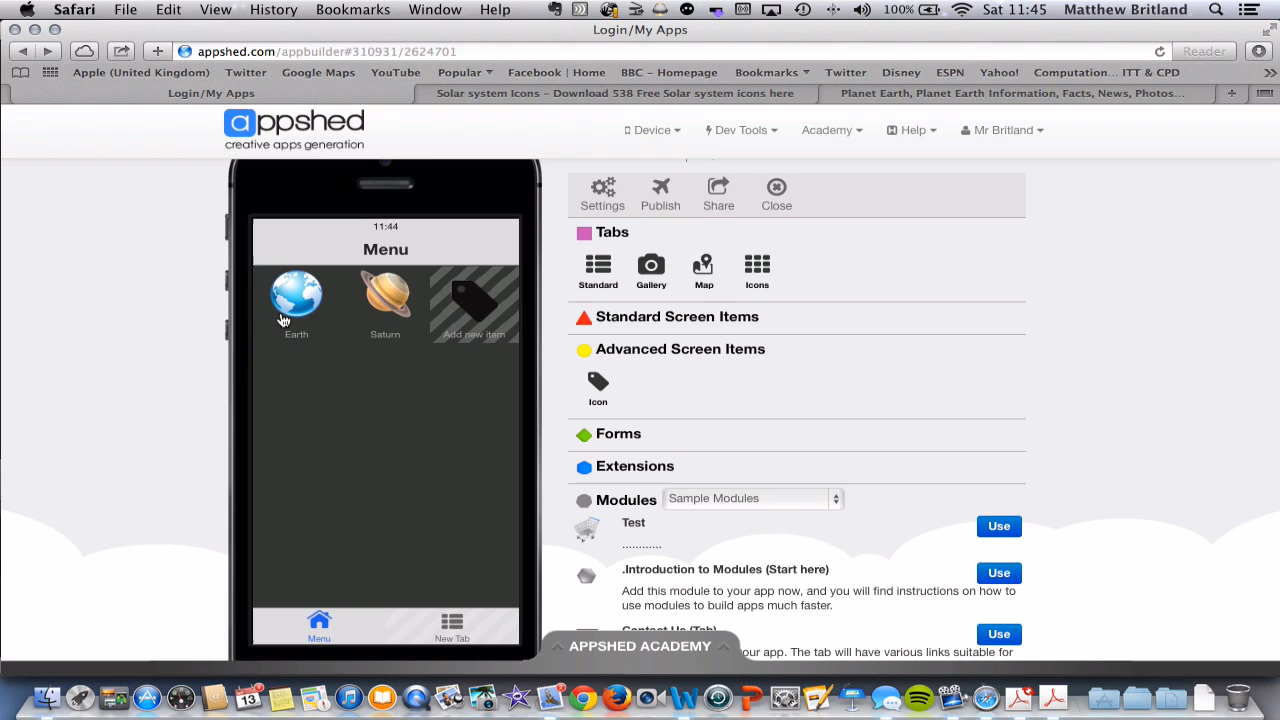 Safari File Edit View History Bookmarks Window Help 100% Sat 11:45 Matthew Britland
Login/My Apps
appshed.com/appbuilder#310931/2624701 Reader
Apple (United Kingdom) Twitter Google Maps YouTube Popular Facebook | Home BBC – Homepage Bookmarks Twitter Disney ESPN Yahoo! Computation... ITT & CPD
Login/My Apps Solar system Icons – Download 538 Free Solar system icons here Planet Earth, Planet Earth Information, Facts, News, Photos...
appshed
creative apps generation
Device Dev Tools Academy Help Mr Britland
Settings Publish Share Close
11:44
Menu
Earth Saturn Add new item
Menu New Tab
Tabs
Standard Gallery Map Icons
Standard Screen Items
Advanced Screen Items
Icon
Forms
Extensions
Modules Sample Modules
Test Use
............
.Introduction to Modules (Start here) Use
Add this module to your app now, and you will find instructions on how to
use modules to build apps much faster.
Contact Us (Tab) Use
your app. The tab will have various links suitable for
APPSHED ACADEMY
13